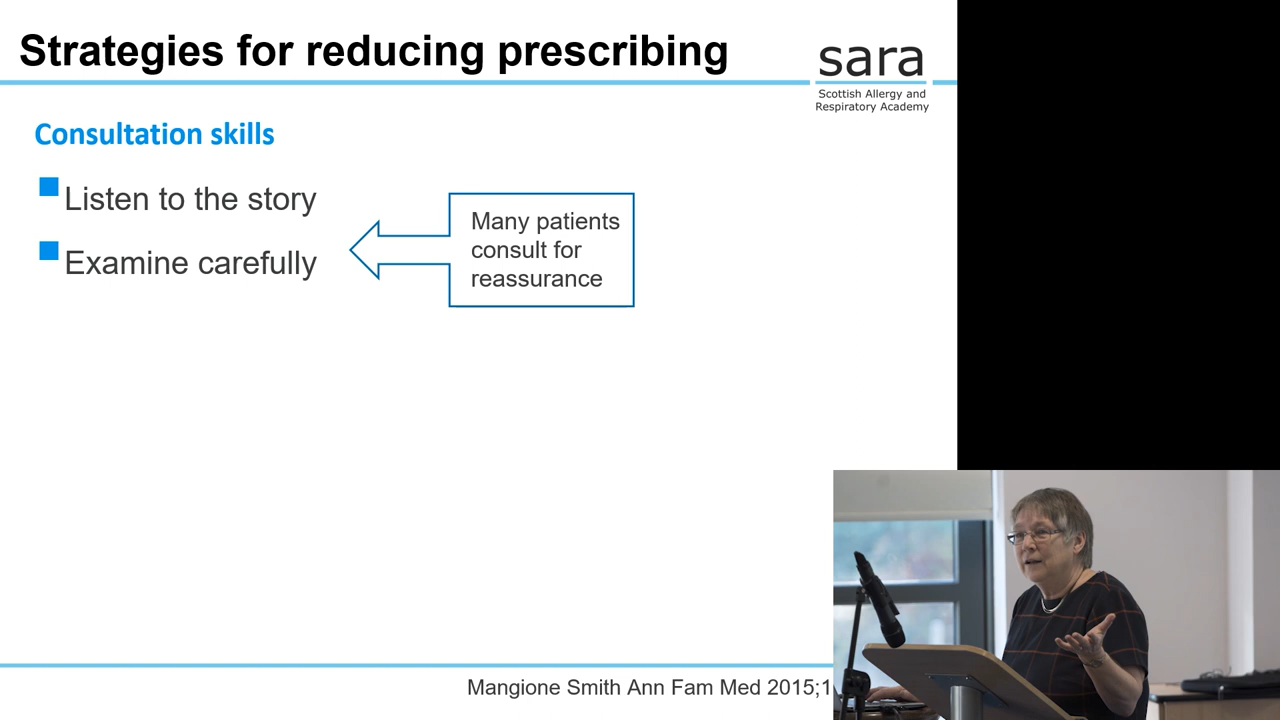 Strategies for reducing prescribing
sara
Scottish Allergy and
Respiratory Academy
Consultation skills
Listen to the story
Examine carefully
Many patients
consult for
reassurance
Mangione Smith Ann Fam Med 2015;1